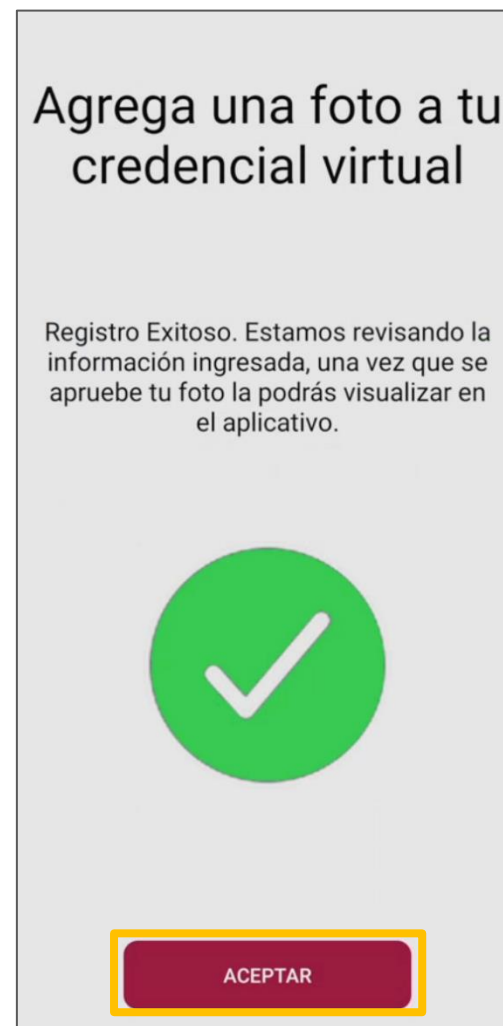 Agrega una foto a tu
credencial virtual
Registro Exitoso. Estamos revisando la
información ingresada, una vez que se
apruebe tu foto la podrás visualizar en
el aplicativo.
ACEPTAR